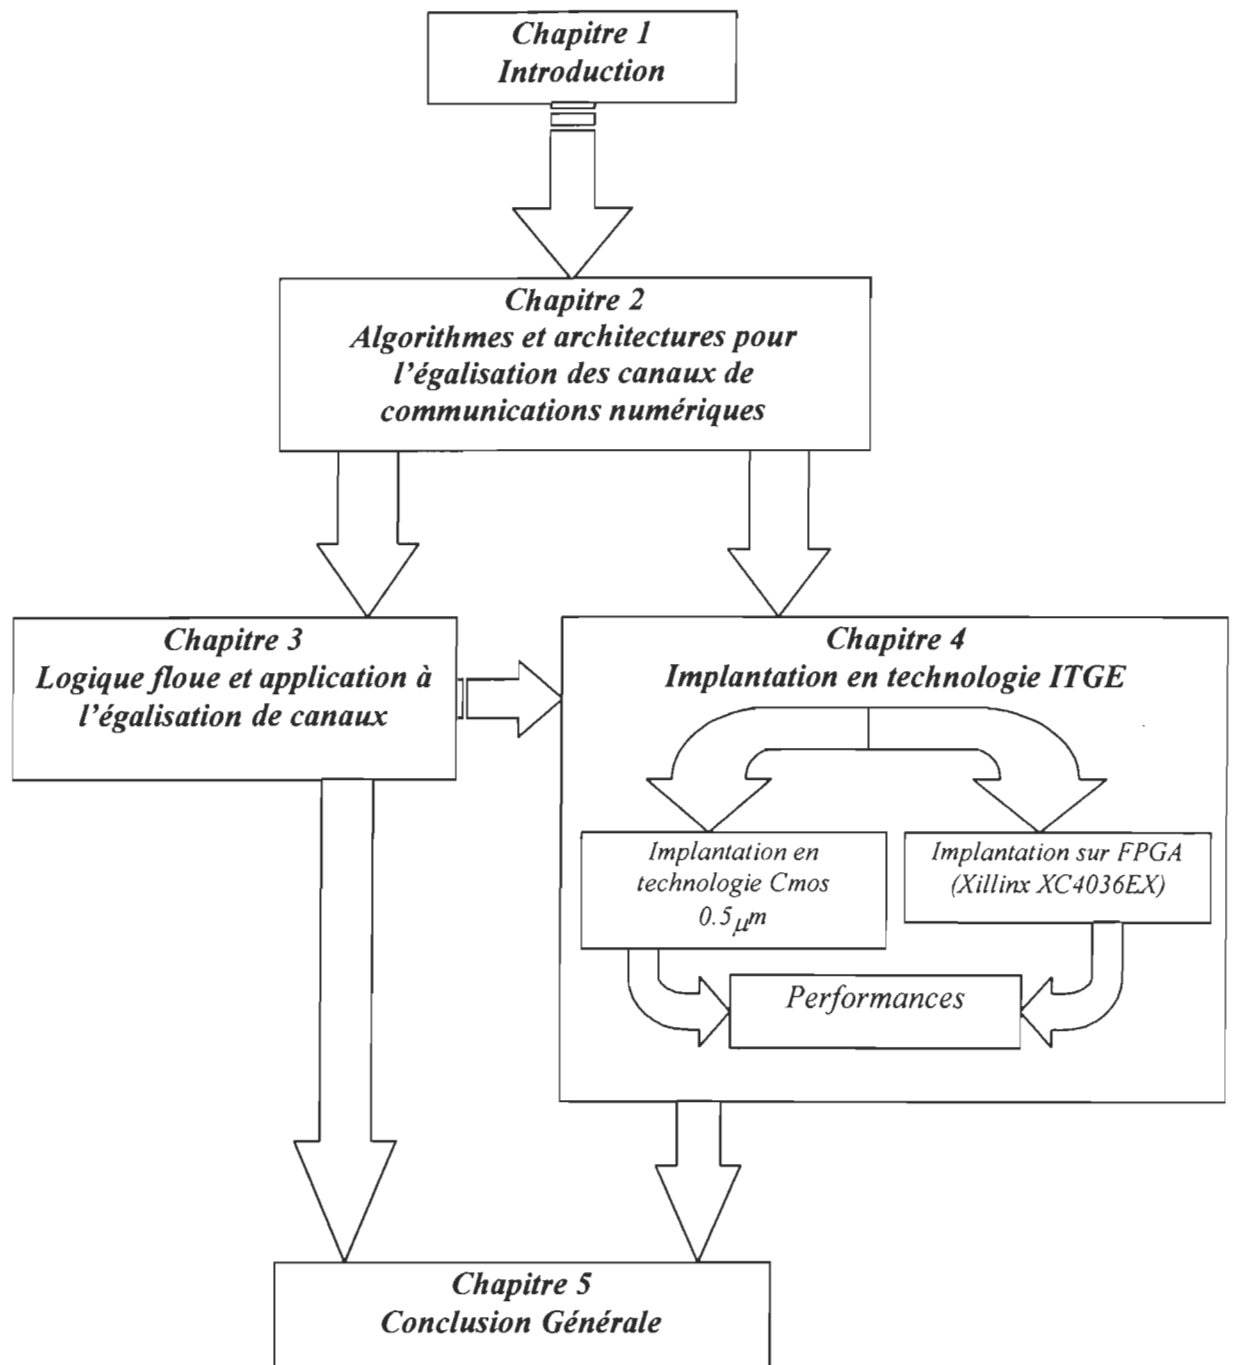 Chapitre 1
Introduction
Chapitre 2
Algorithmes et architectures pour
l'égalisation des canaux de
communications numériques
Chapitre 3
Logique floue et application à
l'égalisation de canaux
Chapitre 4
Implantation en technologie ITGE
Implantation en
technologie Cmos
0.5μm
Implantation sur FPGA
(Xillinx XC4036EX)
Performances
Chapitre 5
Conclusion Générale